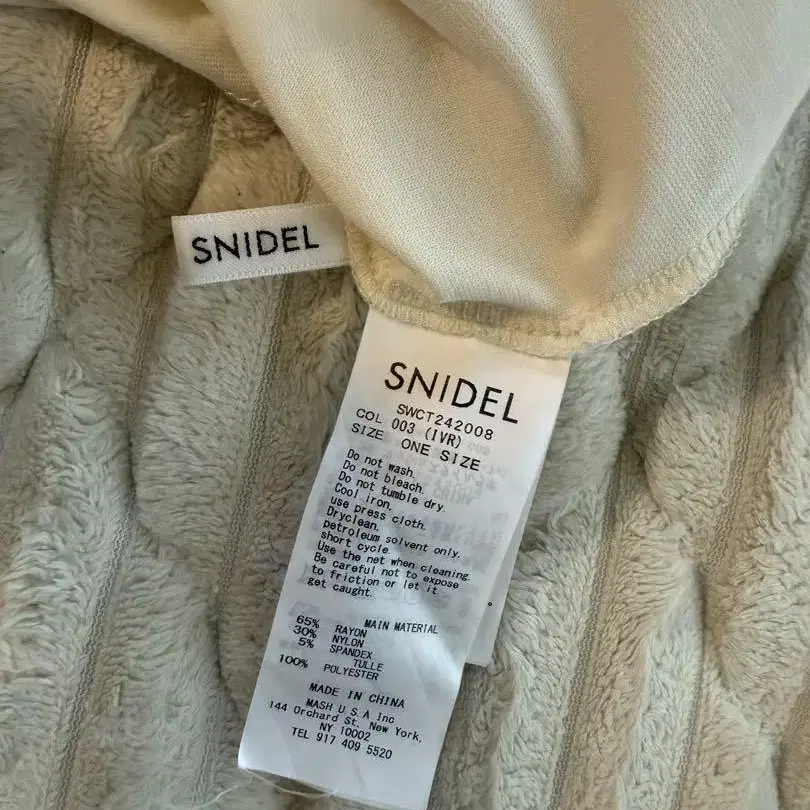 SNIDEL
SNIDEL
SWCT242008
COL 003 (IVR)
SIZE ONE SIZE
Do not wash.
Do not bleach.
Do not tumble dry.
Cool iron.
use press cloth.
Dryclean.
petroleum solvent only.
short cycle.
Use the net when cleaning.
Be careful not to expose
to friction or let it
get caught.
MAIN MATERIAL
65% RAYON
30% NYLON
5% SPANDEX
TULLE
100% POLYESTER
MADE IN CHINA
MASH U S A Inc
144 Orchard St. New York,
NY 10002
TEL 917 409 5520